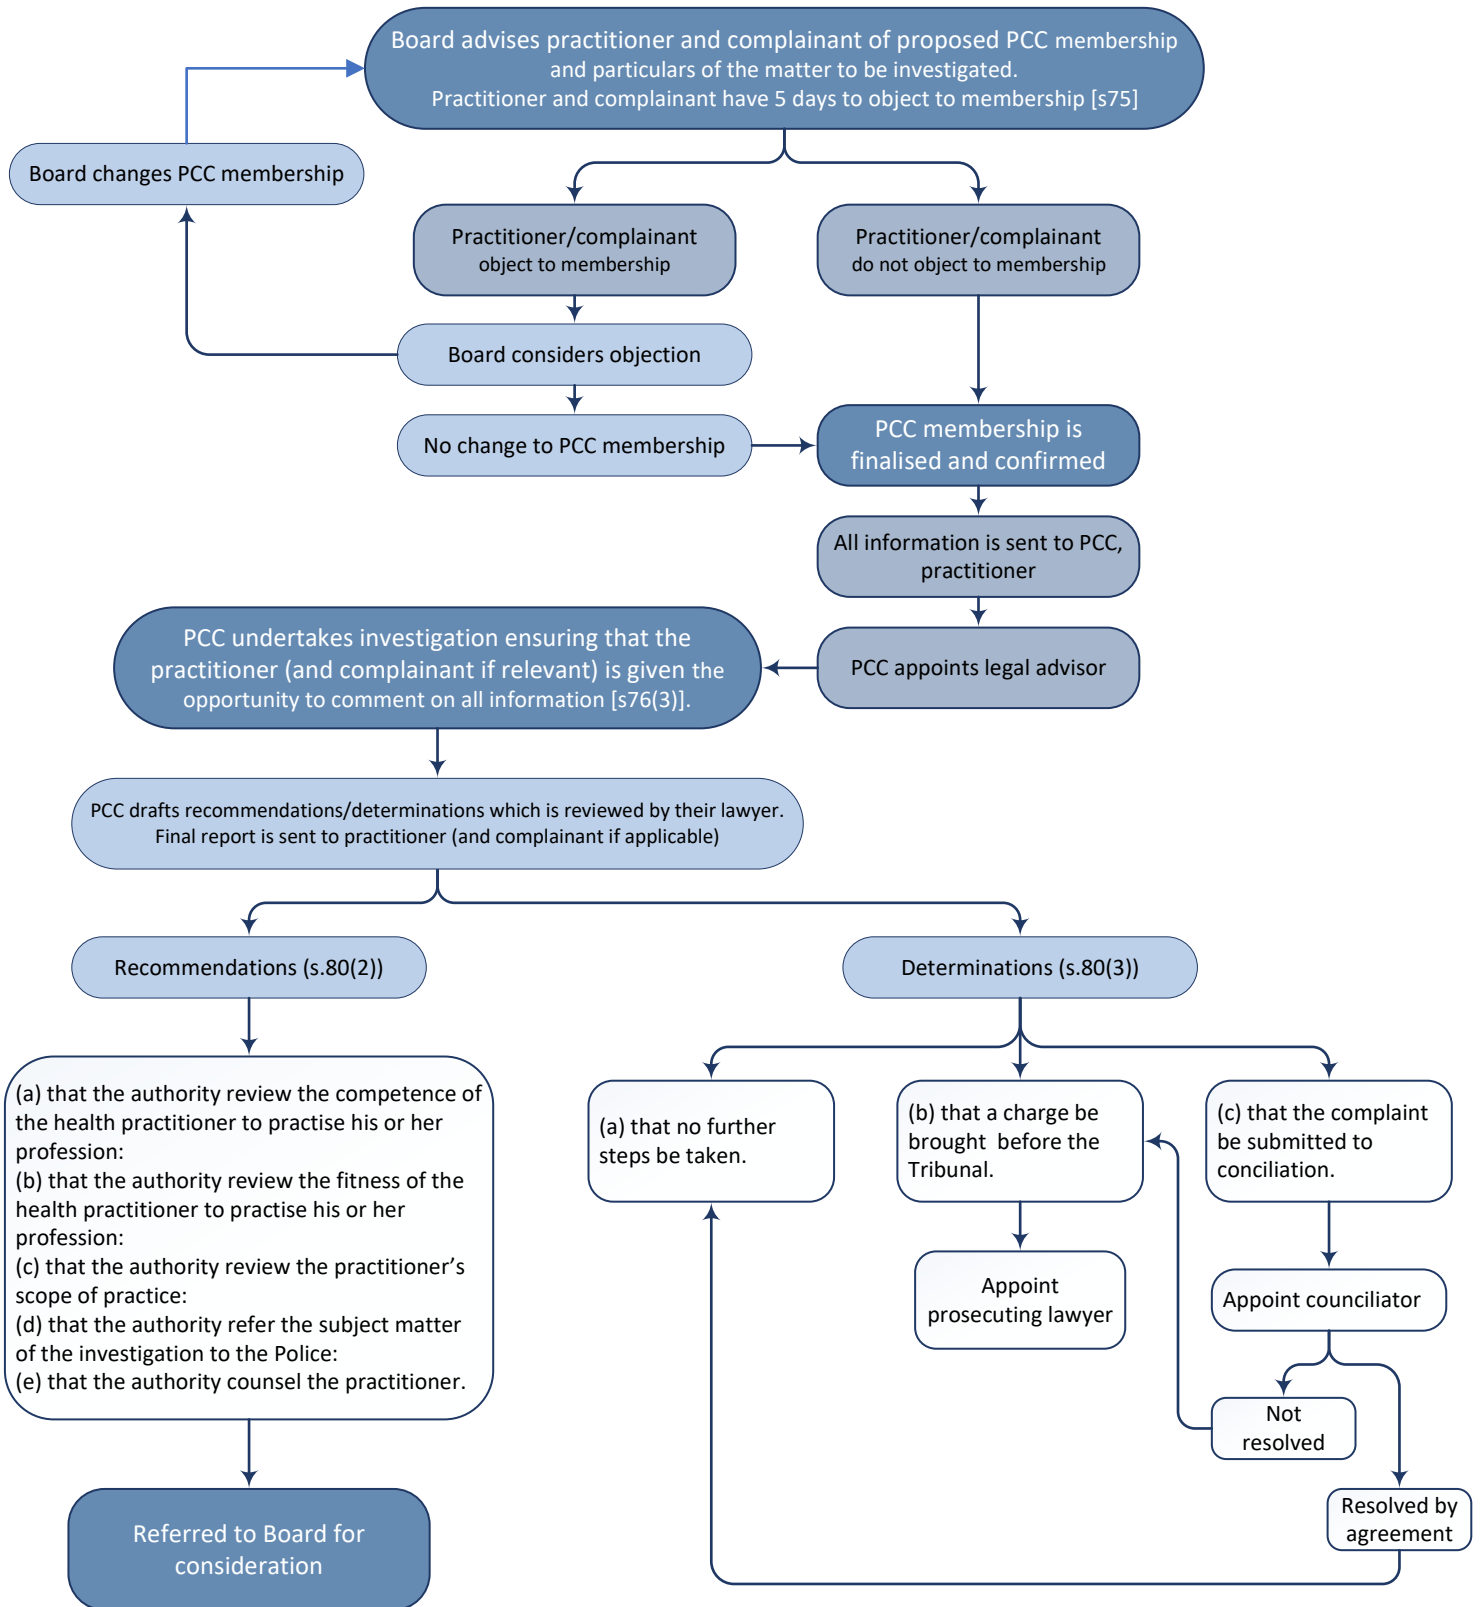 Board advises practitioner and complainant of proposed PCC membership
and particulars of the matter to be investigated.
Practitioner and complainant have 5 days to object to membership [s75]
Board changes PCC membership
Practitioner/complainant
object to membership
Practitioner/complainant
do not object to membership
Board considers objection
No change to PCC membership
PCC membership is
finalised and confirmed
All information is sent to PCC,
practitioner
PCC appoints legal advisor
PCC undertakes investigation ensuring that the
practitioner (and complainant if relevant) is given the
opportunity to comment on all information [s76(3)].
PCC drafts recommendations/determinations which is reviewed by their lawyer.
Final report is sent to practitioner (and complainant if applicable)
Recommendations (s.80(2))
Determinations (s.80(3))
(a) that the authority review the competence of
the health practitioner to practise his or her
profession:
(b) that the authority review the fitness of the
health practitioner to practise his or her
profession:
(c) that the authority review the practitioner’s
scope of practice:
(d) that the authority refer the subject matter
of the investigation to the Police:
(e) that the authority counsel the practitioner.
(a) that no further
steps be taken.
(b) that a charge be
brought  before the
Tribunal.
(c) that the complaint
be submitted to
conciliation.
Appoint
prosecuting lawyer
Appoint counciliator
Not
resolved
Resolved by
agreement
Referred to Board for
consideration